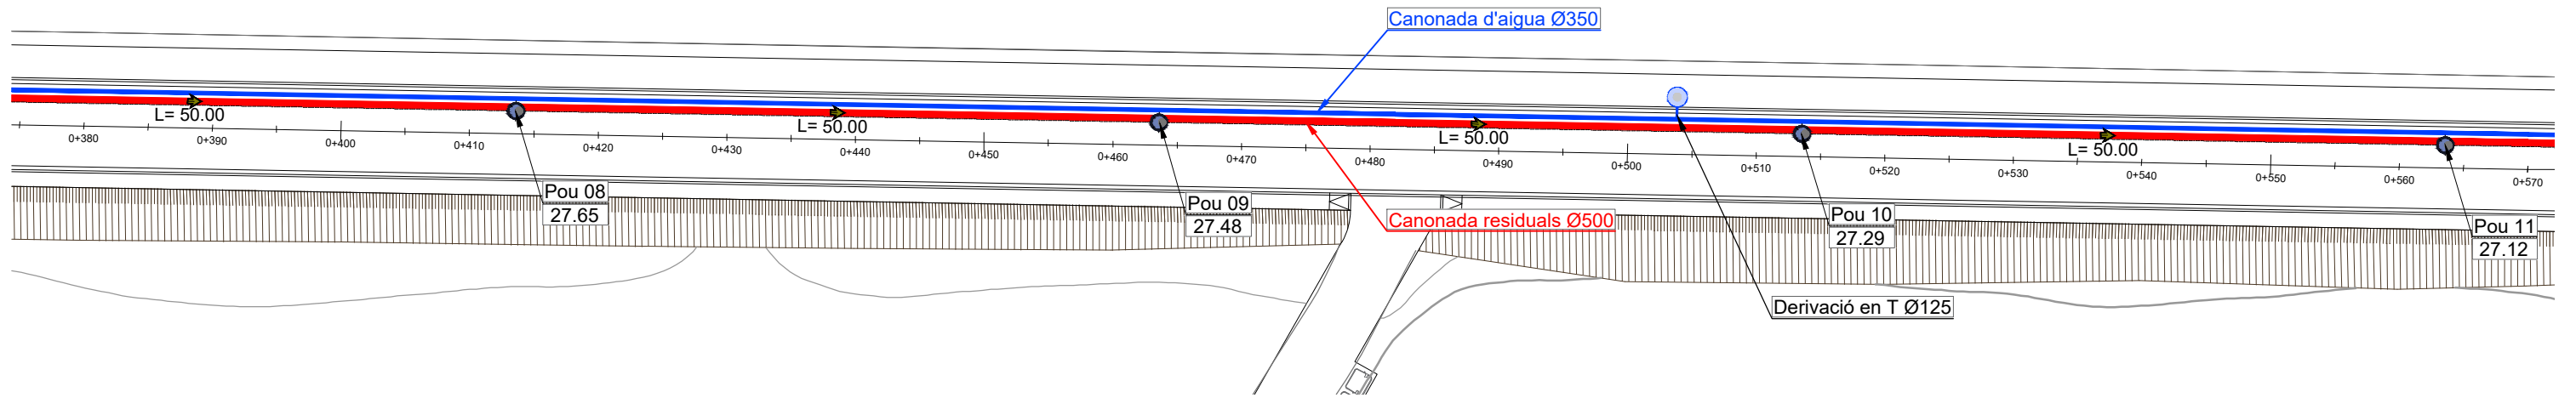 Canonada d'aigua Ø350
L= 50.00
L= 50.00
L= 50.00
L= 50.00
0+380
0+390
0+400
0+410
0+420
0+430
0+440
0+450
0+460
0+470
0+480
0+490
0+500
0+510
0+520
0+530
0+540
0+550
0+560
0+570
Pou 08
27.65
Pou 09
27.48
Canonada residuals Ø500
Pou 10
27.29
Pou 11
27.12
Derivació en T Ø125